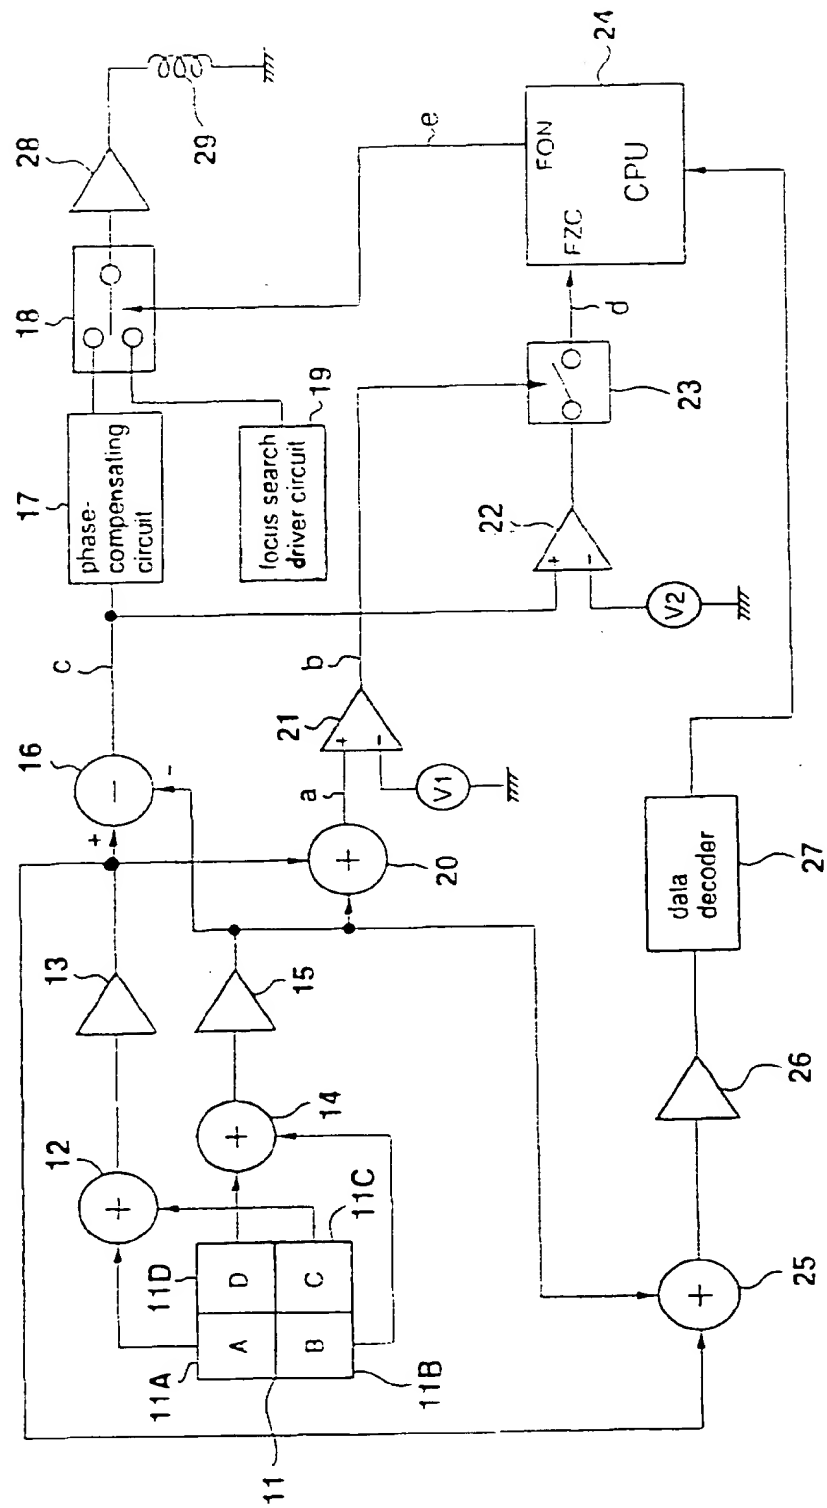 11
11A
11B
11C
11D
A
B
C
D
12
+
13
14
+
15
16
−
+
-
c
17
phase-
compensating
circuit
18
19
focus search
driver circuit
28
29
20
+
a
21
+
-
V1
b
22
+
-
V2
23
d
24
FZC
FON
CPU
e
25
+
26
27
data
decoder